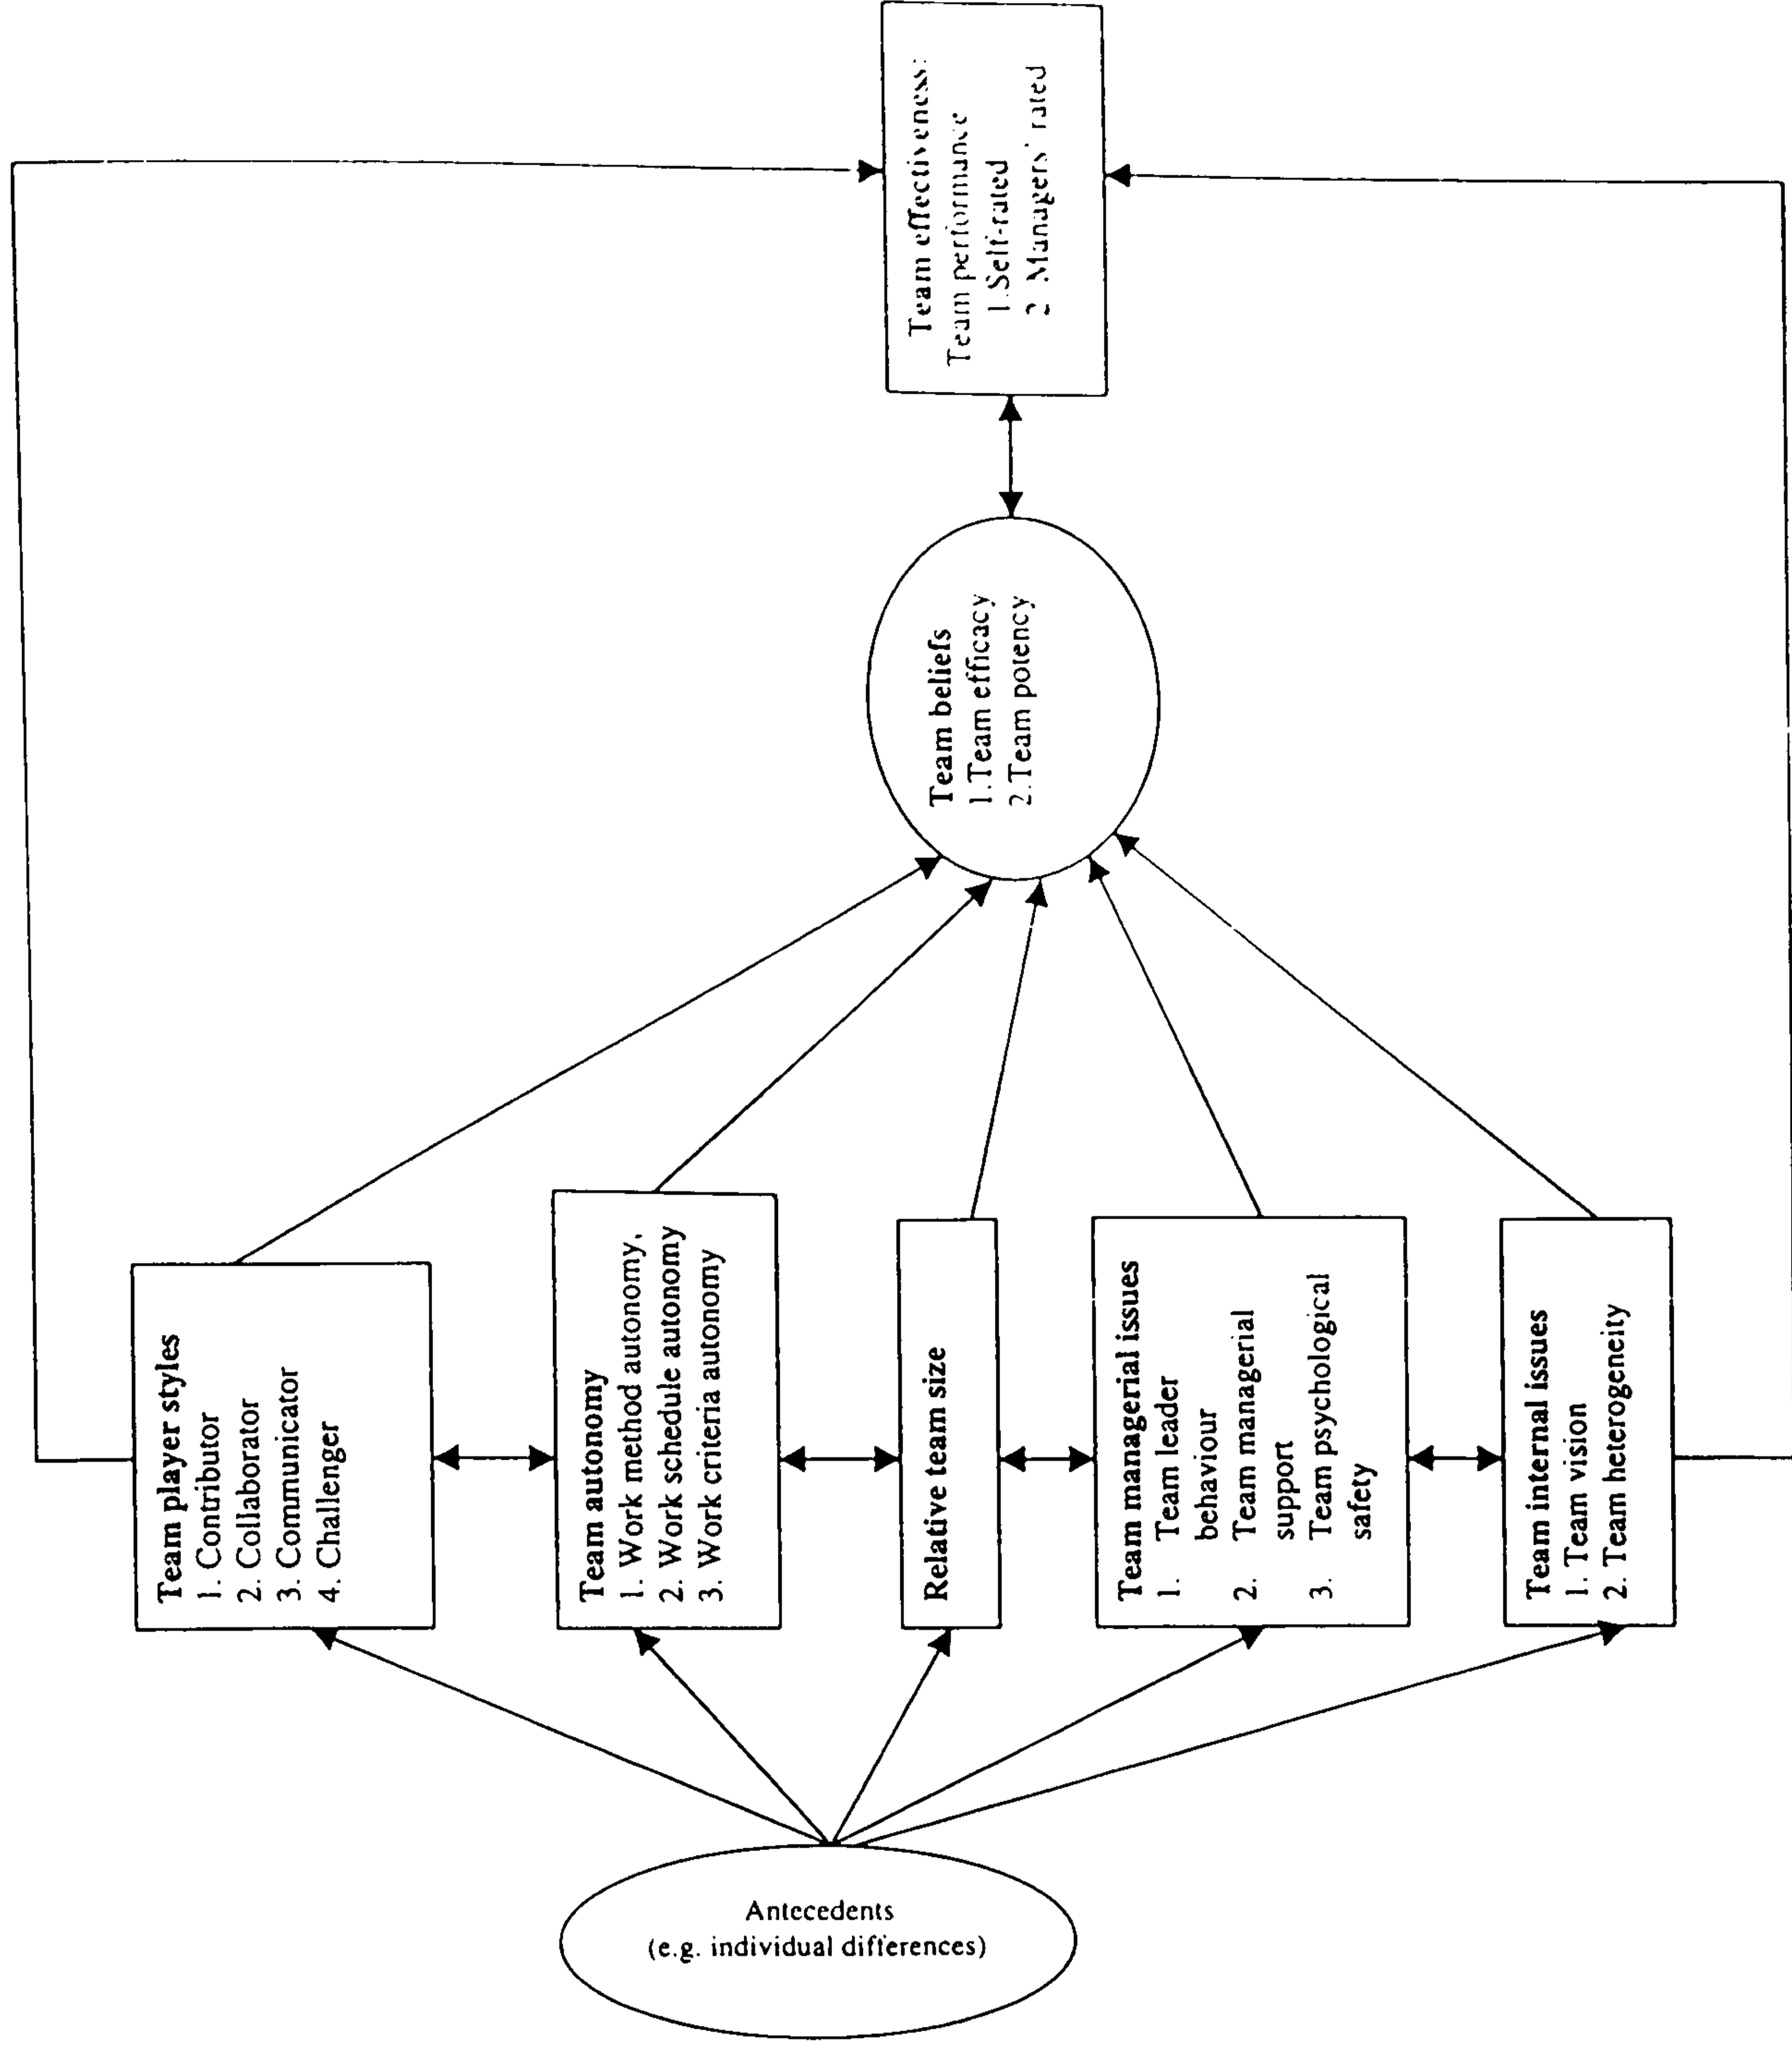 Antecedents
(e.g. individual differences)
Team player styles
1. Contributor
2. Collaborator
3. Communicator
4. Challenger
Team autonomy
1. Work method autonomy,
2. Work schedule autonomy
3. Work criteria autonomy
Relative team size
Team managerial issues
1. Team leader
behaviour
2. Team managerial
support
3. Team psychological
safety
Team internal issues
1. Team vision
2. Team heterogeneity
Team beliefs
1.Team efficacy
2.Team potency
Team effectiveness:
Team performance
1.Self-rated
2 Managers' rated